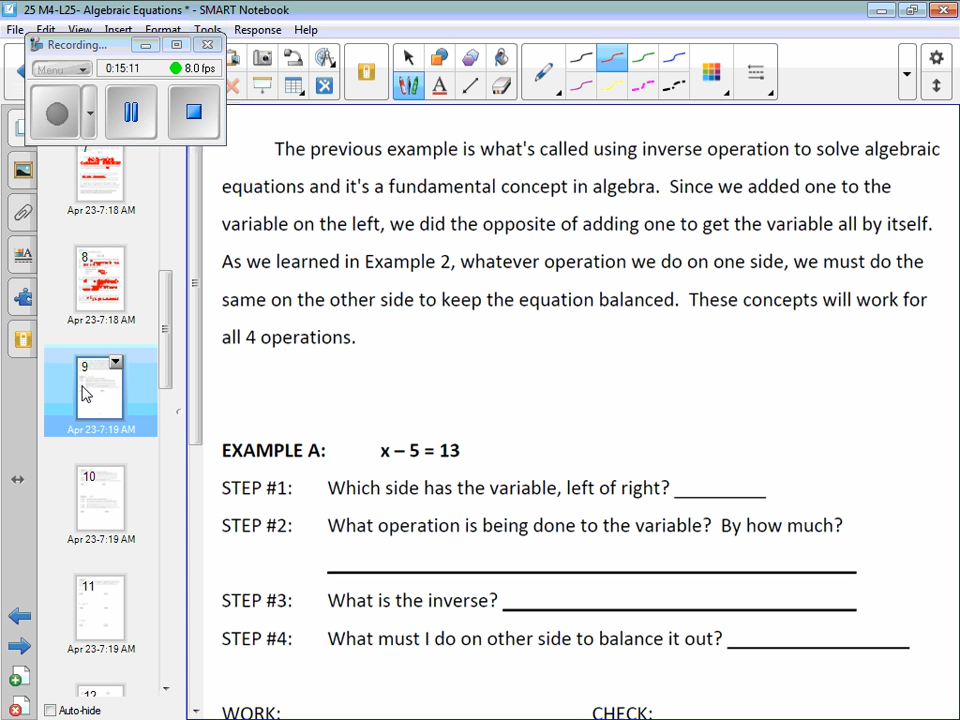 25 M4-L25- Algebraic Equations * - SMART Notebook
File Edit View Insert Format Tools Response Help
Recording...
Menu 0:15:11 8.0 fps
7
Apr 23-7:18 AM
8
Apr 23-7:18 AM
9
Apr 23-7:19 AM
10
Apr 23-7:19 AM
11
Apr 23-7:19 AM
12
Auto-hide
The previous example is what's called using inverse operation to solve algebraic
equations and it's a fundamental concept in algebra. Since we added one to the
variable on the left, we did the opposite of adding one to get the variable all by itself.
As we learned in Example 2, whatever operation we do on one side, we must do the
same on the other side to keep the equation balanced. These concepts will work for
all 4 operations.
EXAMPLE A: x – 5 = 13
STEP #1: Which side has the variable, left of right? _________
STEP #2: What operation is being done to the variable? By how much?
STEP #3: What is the inverse?
STEP #4: What must I do on other side to balance it out?
WORK: CHECK: